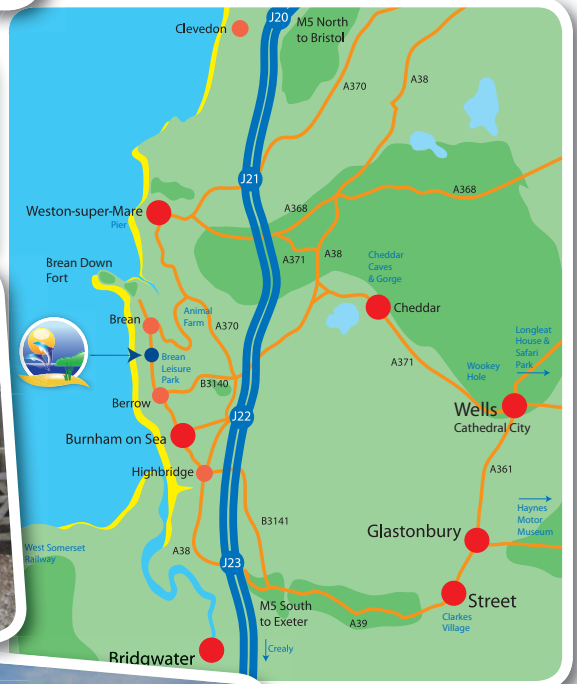 J20
M5 North
to Bristol
Clevedon
A370
A38
J21
A368
A368
Weston-super-Mare
Pier
A371
A38
Cheddar
Caves
& Gorge
Brean Down
Fort
Cheddar
Animal
Farm
Brean
A370
Longleat
House &
Safari
Park
Brean
Leisure
Park
A371
Wookey
Hole
B3140
Berrow
J22
Wells
Cathedral City
Burnham on Sea
A361
Highbridge
Haynes
Motor
Museum
B3141
Glastonbury
West Somerset
Railway
A38
J23
Street
M5 South
to Exeter
Clarkes
Village
A39
Crealy
Bridgwater